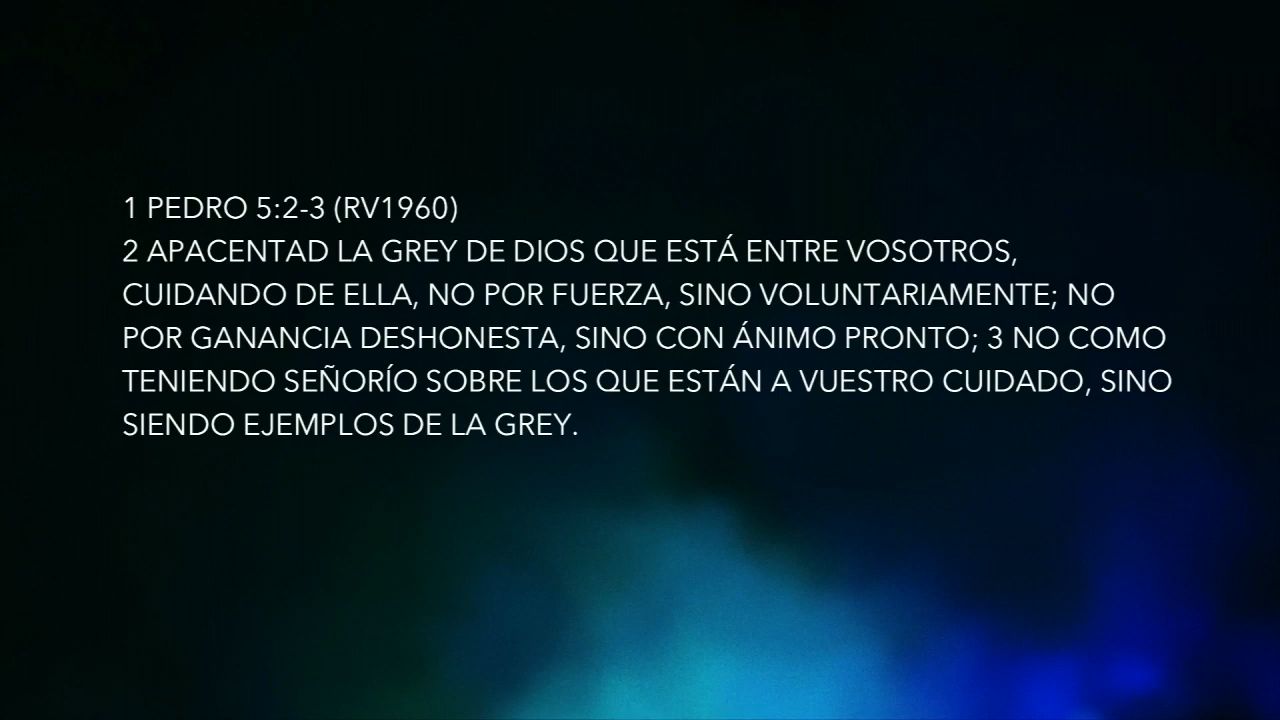 1 PEDRO 5:2-3 (RV1960)
2 APACENTAD LA GREY DE DIOS QUE ESTÁ ENTRE VOSOTROS,
CUIDANDO DE ELLA, NO POR FUERZA, SINO VOLUNTARIAMENTE; NO
POR GANANCIA DESHONESTA, SINO CON ÁNIMO PRONTO; 3 NO COMO
TENIENDO SEÑORÍO SOBRE LOS QUE ESTÁN A VUESTRO CUIDADO, SINO
SIENDO EJEMPLOS DE LA GREY.